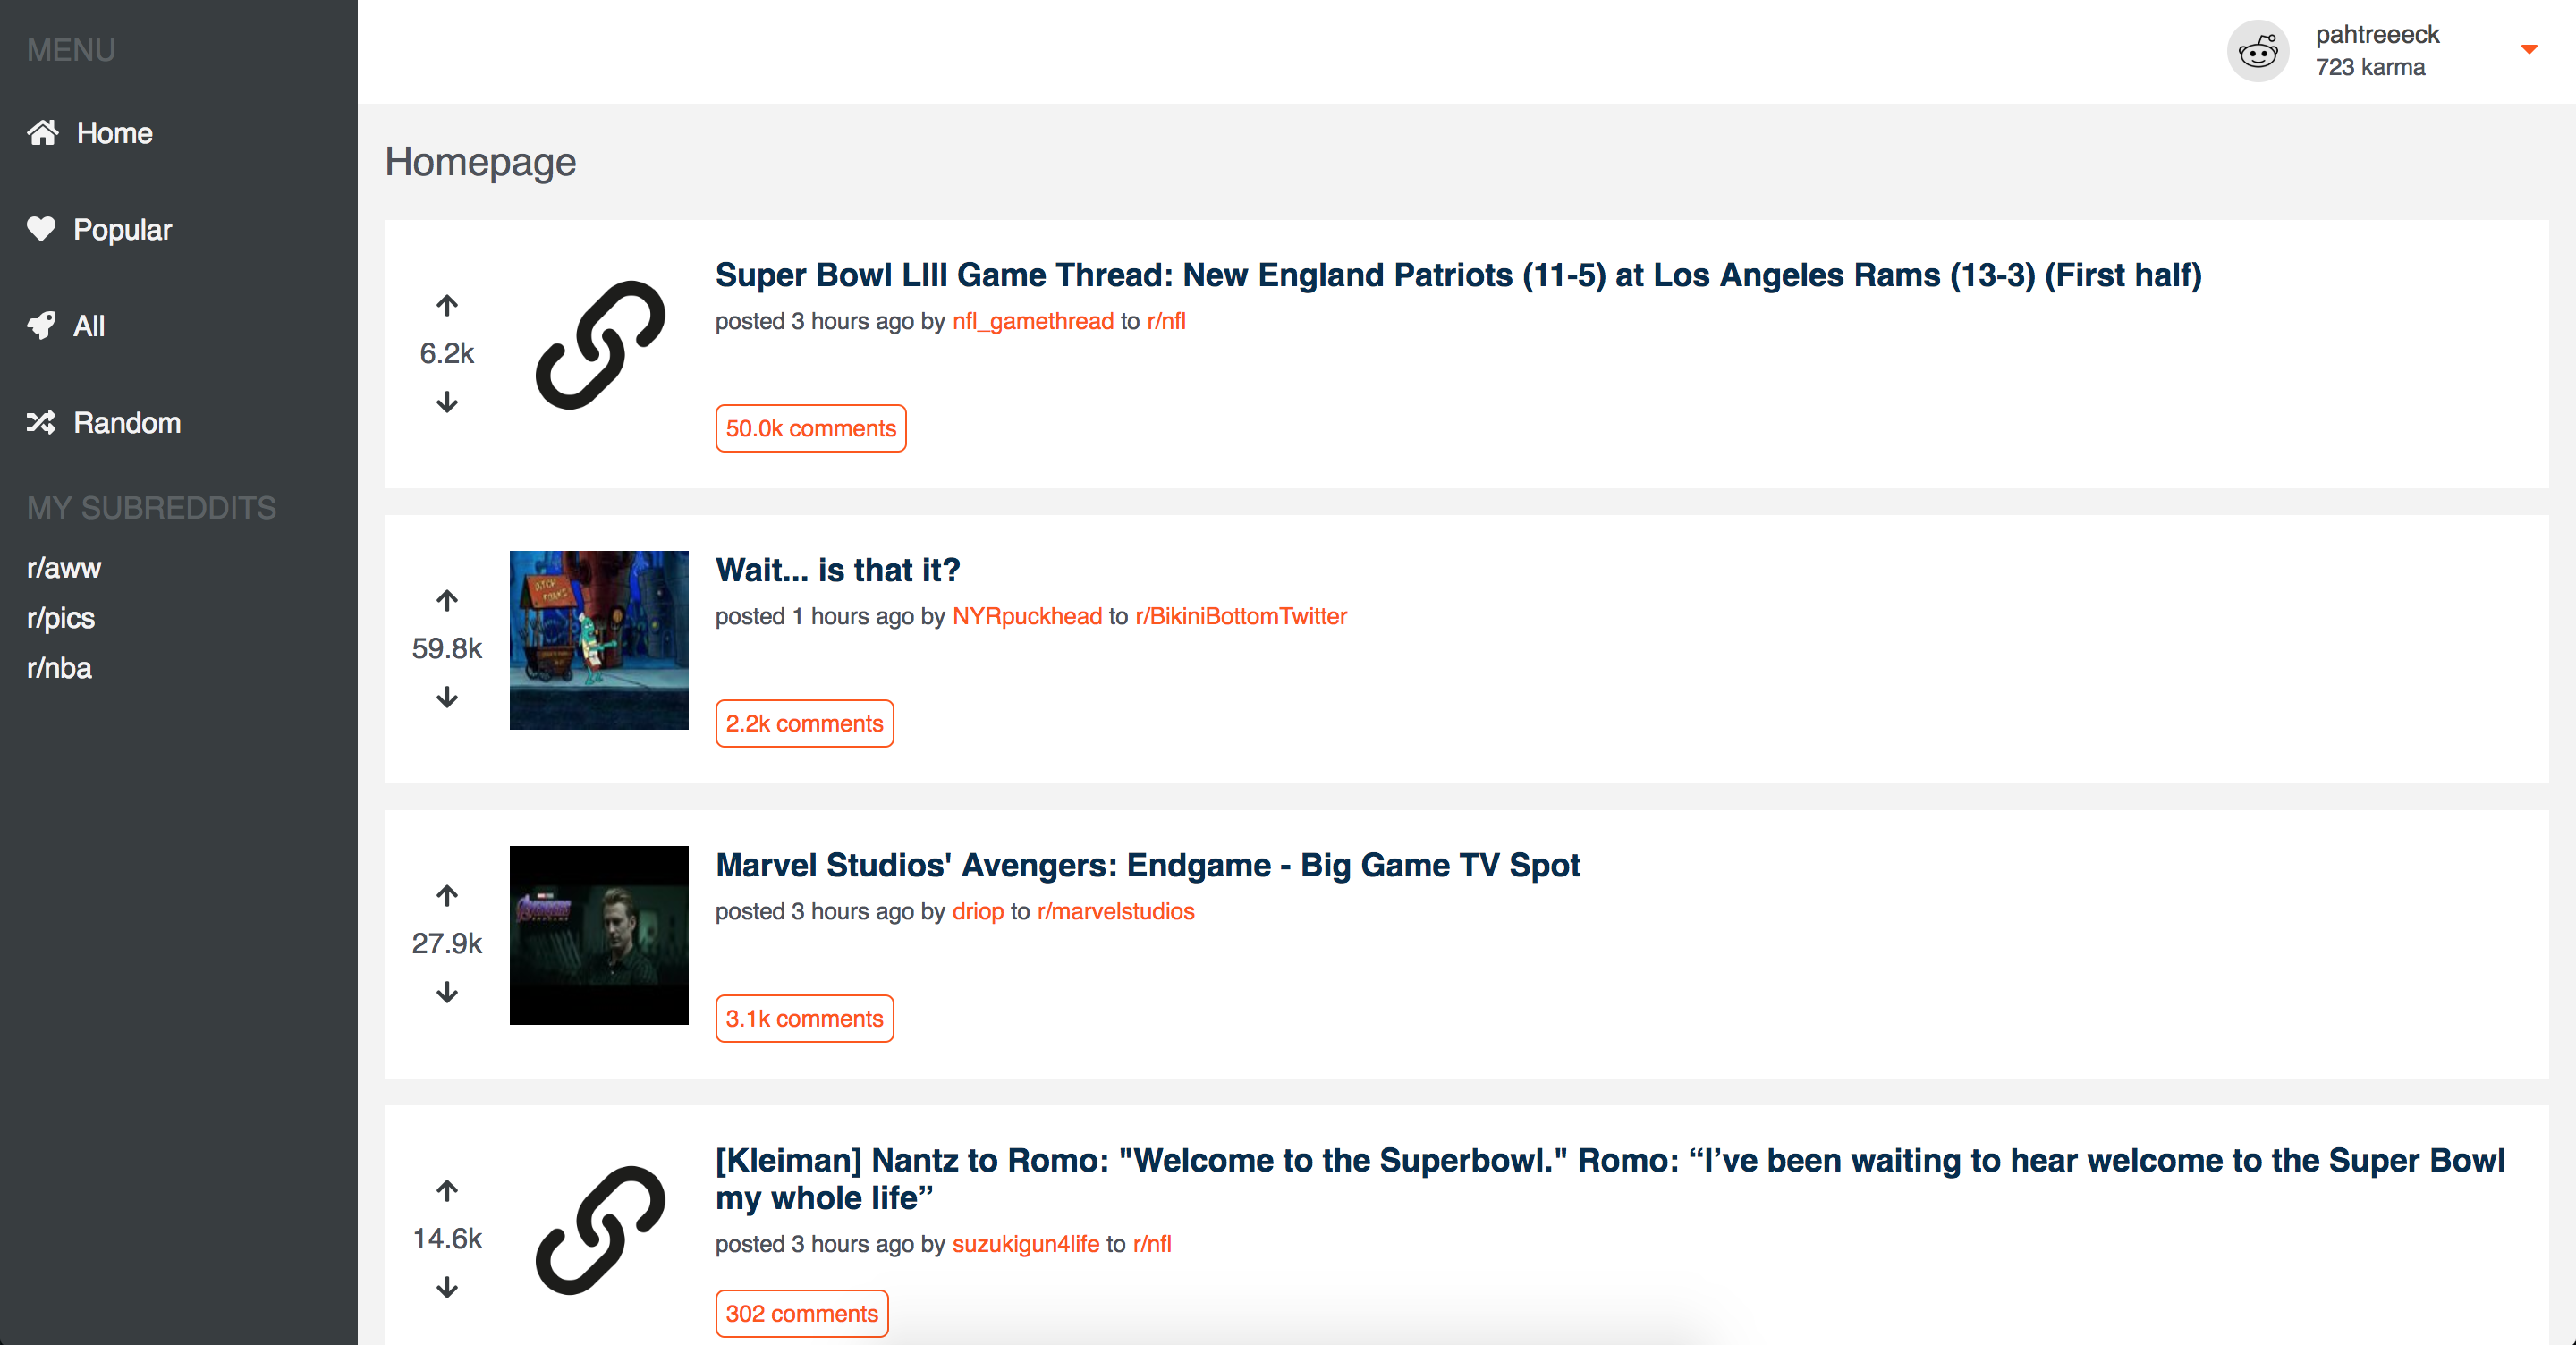 MENU
Home
Popular
All
Random
MY SUBREDDITS
r/aww
r/pics
r/nba
pahtreeeck
723 karma
Homepage
6.2k
Super Bowl LIII Game Thread: New England Patriots (11-5) at Los Angeles Rams (13-3) (First half)
posted 3 hours ago by nfl_gamethread to r/nfl
50.0k comments
59.8k
Wait... is that it?
posted 1 hours ago by NYRpuckhead to r/BikiniBottomTwitter
2.2k comments
27.9k
AVENGERS
Marvel Studios' Avengers: Endgame - Big Game TV Spot
posted 3 hours ago by driop to r/marvelstudios
3.1k comments
14.6k
[Kleiman] Nantz to Romo: "Welcome to the Superbowl." Romo: “I’ve been waiting to hear welcome to the Super Bowl
my whole life”
posted 3 hours ago by suzukigun4life to r/nfl
302 comments